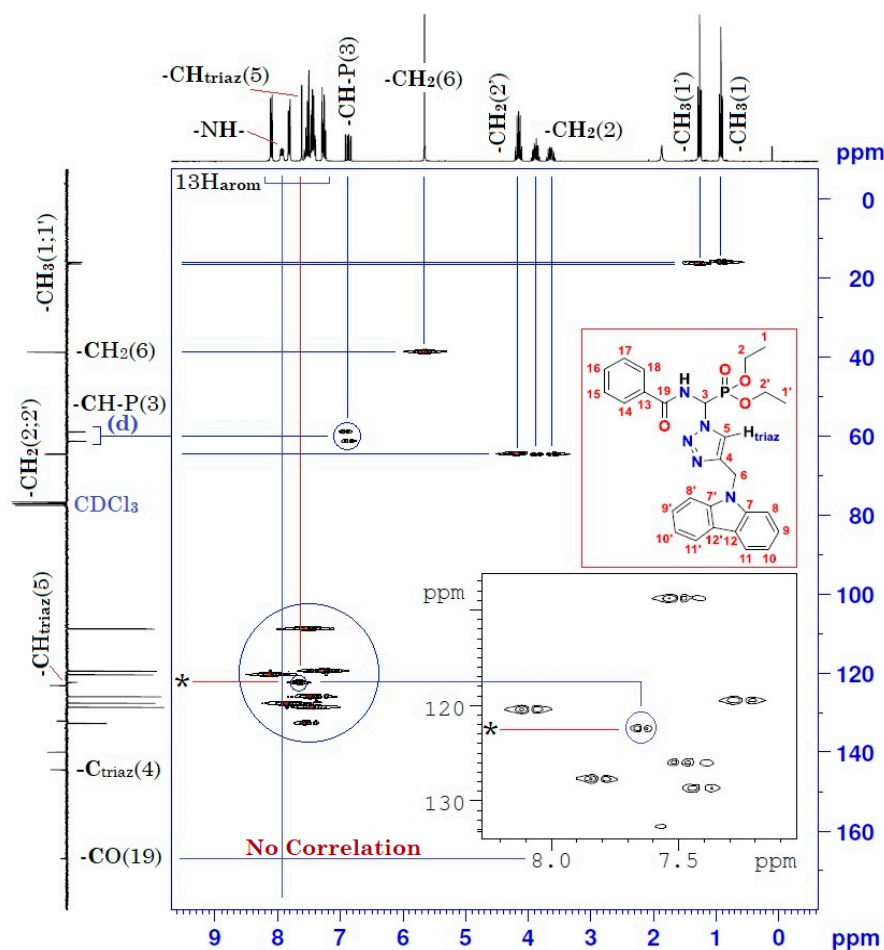 -CHtriaz(5)
-NH-
-CH-P(3)
-CH2(6)
-CH2(2')
-CH2(2)
-CH3(1')
-CH3(1)
ppm
13Harom
-CH3(1;1')
-CH2(6)
-CH-P(3)
(d)
-CH2(2;2')
CDCl3
-CHtriaz(5)
*
-Ctriaz(4)
-CO(19)
No Correlation
0
20
40
60
80
100
120
140
160
ppm
9
8
7
6
5
4
3
2
1
0
ppm
1
17
2
O
16
18
H
O
P
2'
1'
15
19
N
3
O
13
14
O
N
5
Htriaz
N
N
4
6
8'
N
7'
7
8
9'
9
12'
12
10'
11'
11
10
ppm
120
*
130
8.0
7.5
ppm